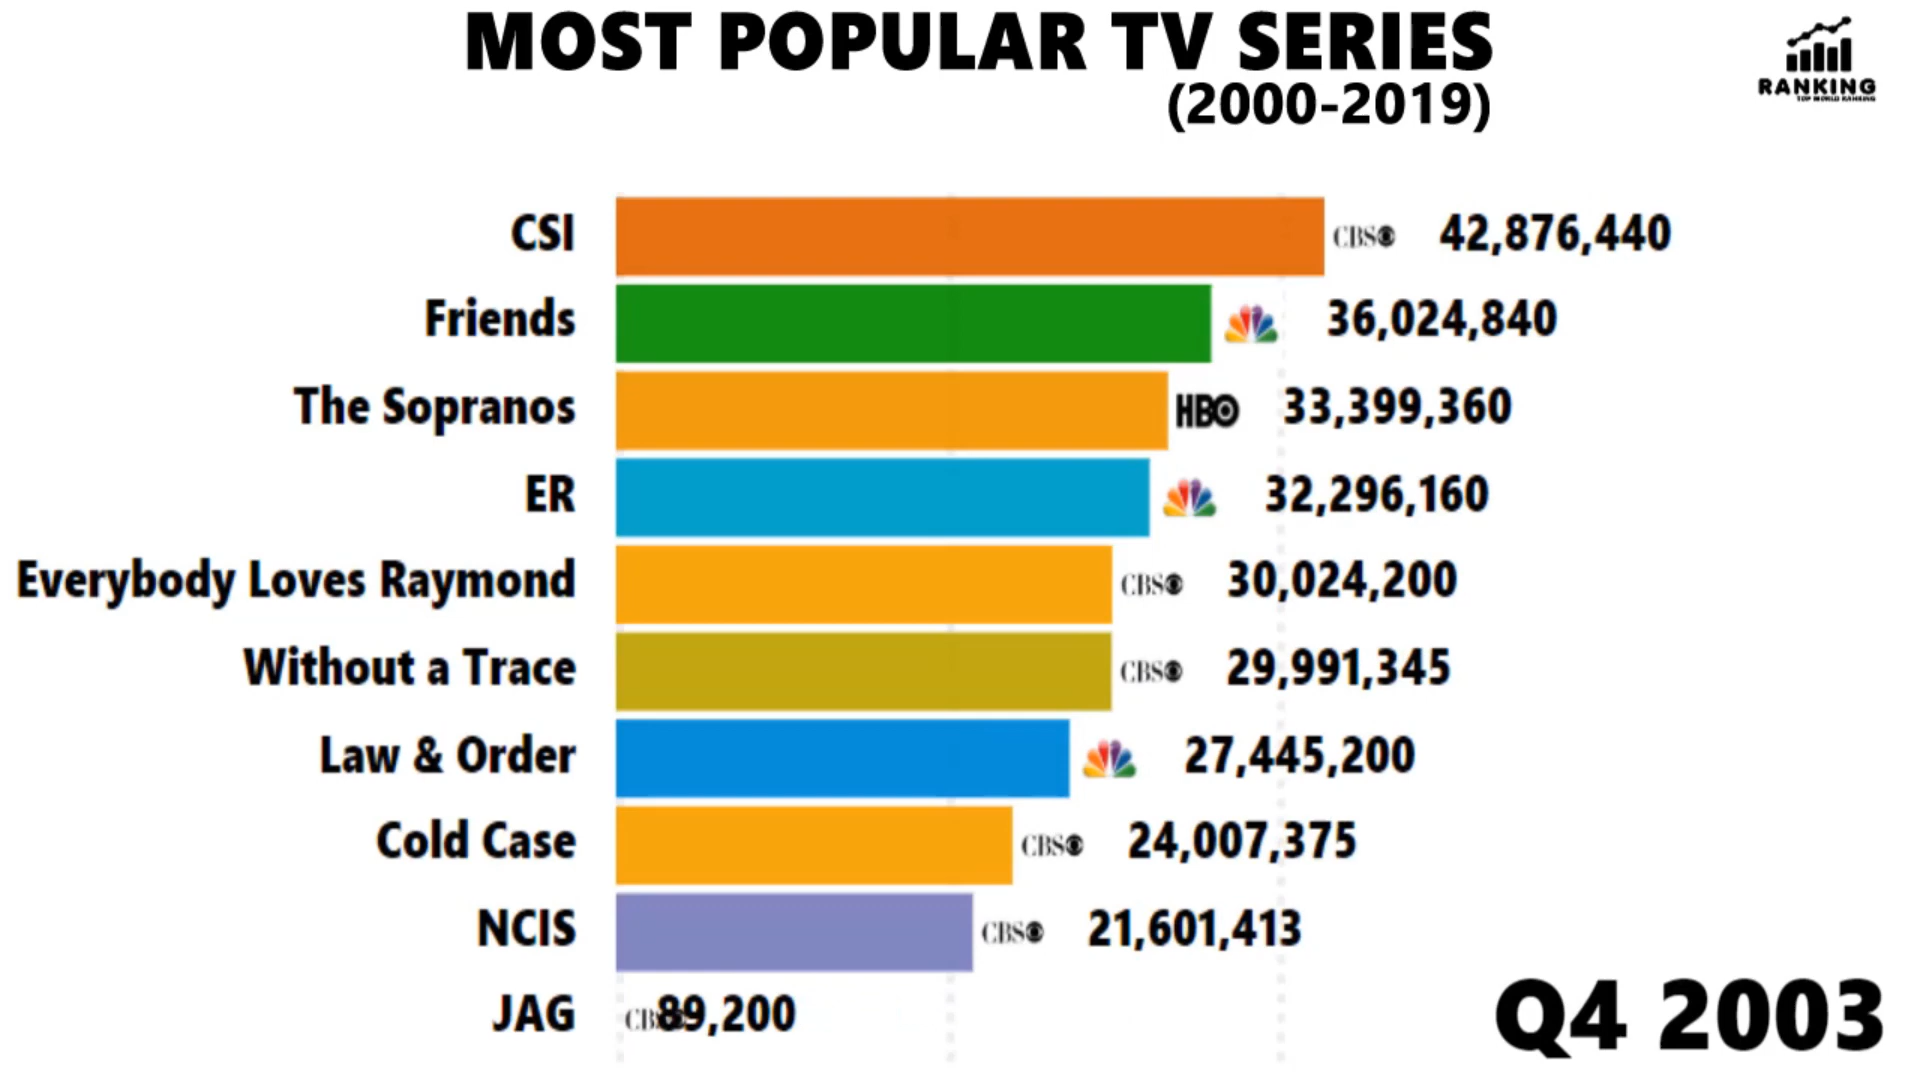 MOST POPULAR TV SERIES
(2000-2019)
RANKING
TOP WORLD RANKING
CSI CBS 42,876,440
Friends 36,024,840
The Sopranos HBO 33,399,360
ER 32,296,160
Everybody Loves Raymond CBS 30,024,200
Without a Trace CBS 29,991,345
Law & Order 27,445,200
Cold Case CBS 24,007,375
NCIS CBS 21,601,413
JAG 89,200
Q4 2003